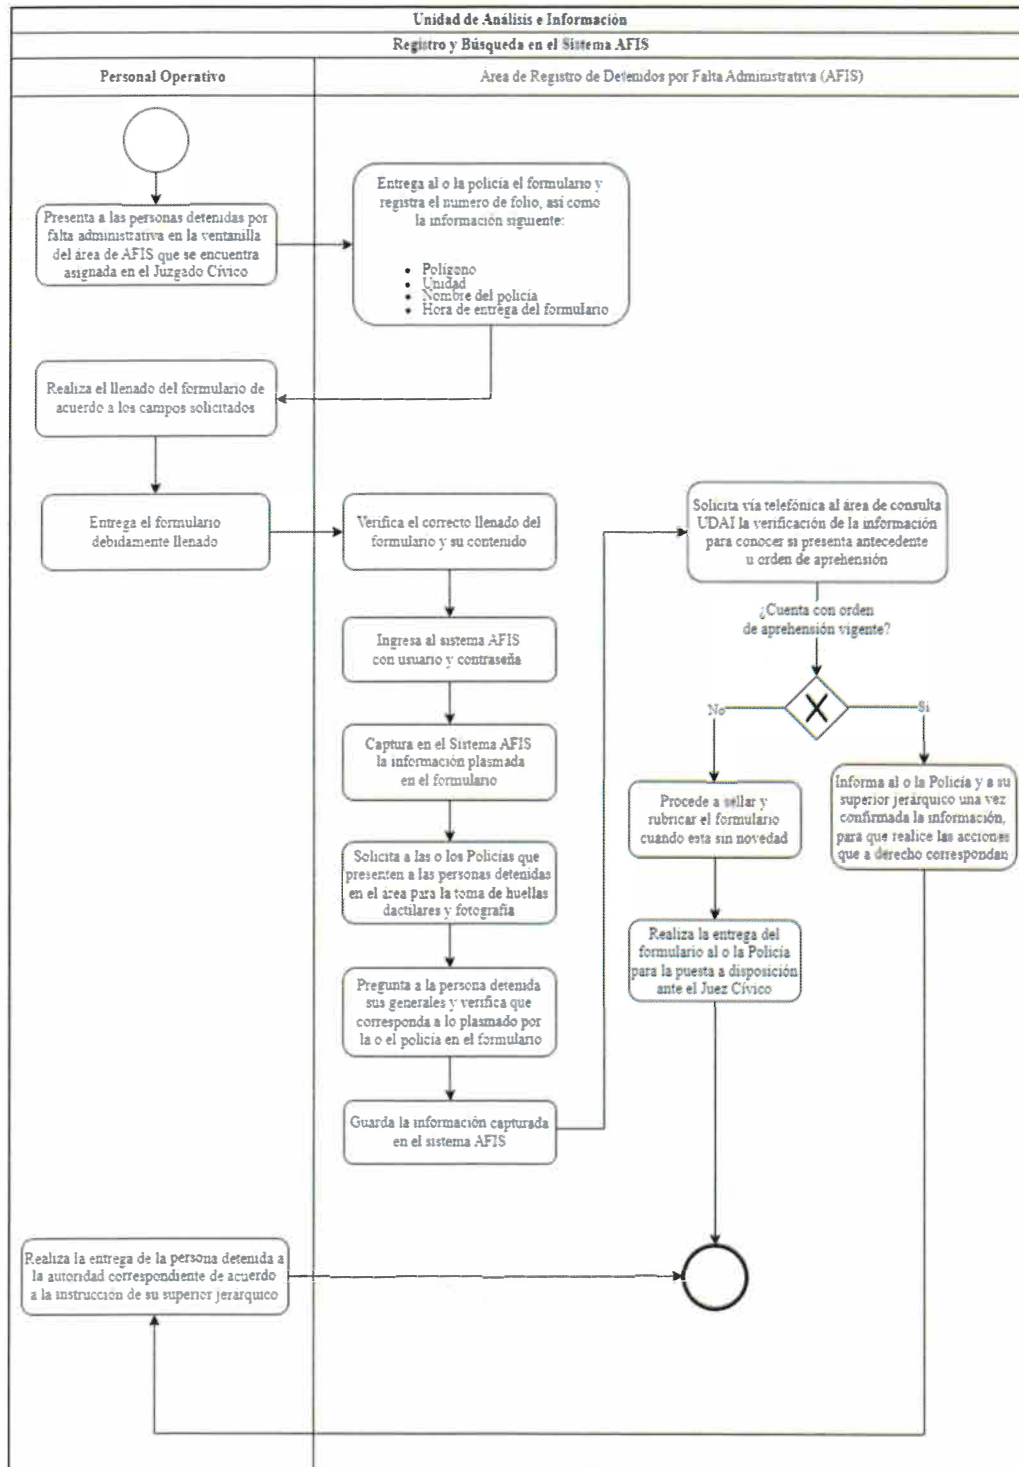 Unidad de Análisis e Información
Registro y Búsqueda en el Sistema AFIS
Personal Operativo
Área de Registro de Detenidos por Falta Administrativa (AFIS)
Presenta a las personas detenidas por
falta administrativa en la ventanilla
del área de AFIS que se encuentra
asignada en el Juzgado Cívico
Entrega al o la policía el formulario y
registra el numero de folio, así como
la información siguiente:
• Polígono
• Unidad
• Nombre del policía
• Hora de entrega del formulario
Realiza el llenado del formulario de
acuerdo a los campos solicitados
Entrega el formulario
debidamente llenado
Verifica el correcto llenado del
formulario y su contenido
Ingresa al sistema AFIS
con usuario y contraseña
Captura en el Sistema AFIS
la información plasmada
en el formulario
Solicita a las o los Policías que
presenten a las personas detenidas
en el área para la toma de huellas
dactilares y fotografía
Pregunta a la persona detenida
sus generales y verifica que
corresponda a lo plasmado por
la o el policía en el formulario
Guarda la información capturada
en el sistema AFIS
Solicita vía telefónica al área de consulta
UDAI la verificación de la información
para conocer si presenta antecedente
u orden de aprehensión
¿Cuenta con orden
de aprehensión vigente?
No
Si
Procede a sellar y
rubricar el formulario
cuando esta sin novedad
Informa al o la Policía y a su
superior jerárquico una vez
confirmada la información,
para que realice las acciones
que a derecho correspondan
Realiza la entrega del
formulario al o la Policía
para la puesta a disposición
ante el Juez Cívico
Realiza la entrega de la persona detenida a
la autoridad correspondiente de acuerdo
a la instrucción de su superior jerárquico